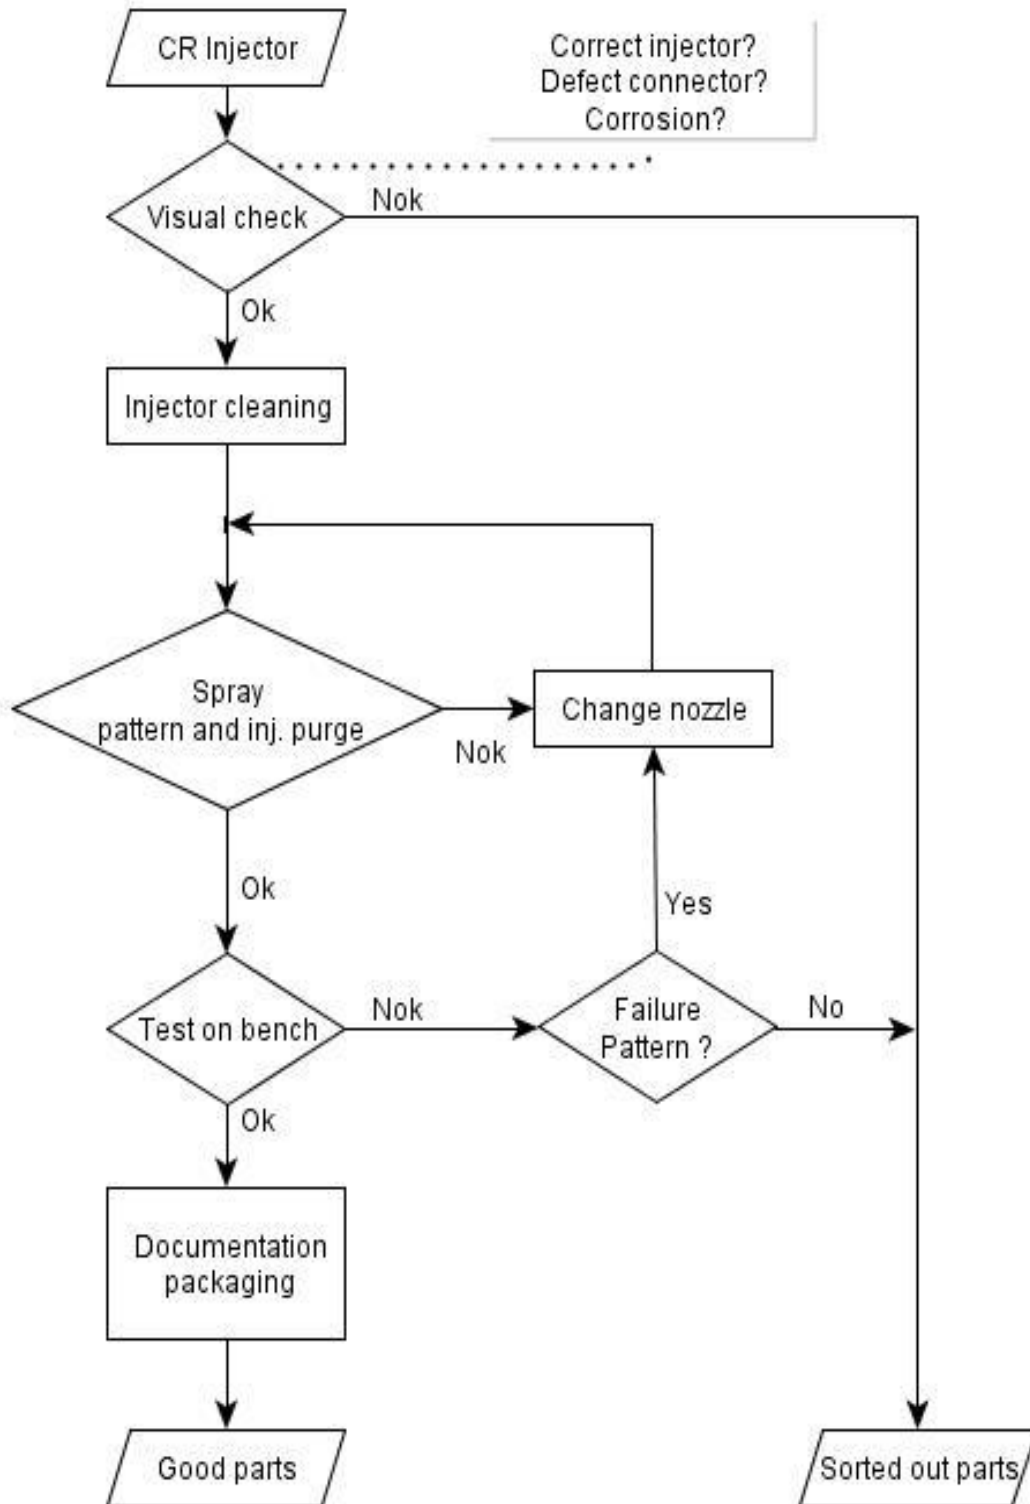 CR Injector
Correct injector?
Defect connector?
Corrosion?
Visual check
Nok
Ok
Injector cleaning
Spray
pattern and inj. purge
Nok
Change nozzle
Ok
Yes
Test on bench
Nok
Failure
Pattern ?
No
Ok
Documentation
packaging
Good parts
Sorted out parts